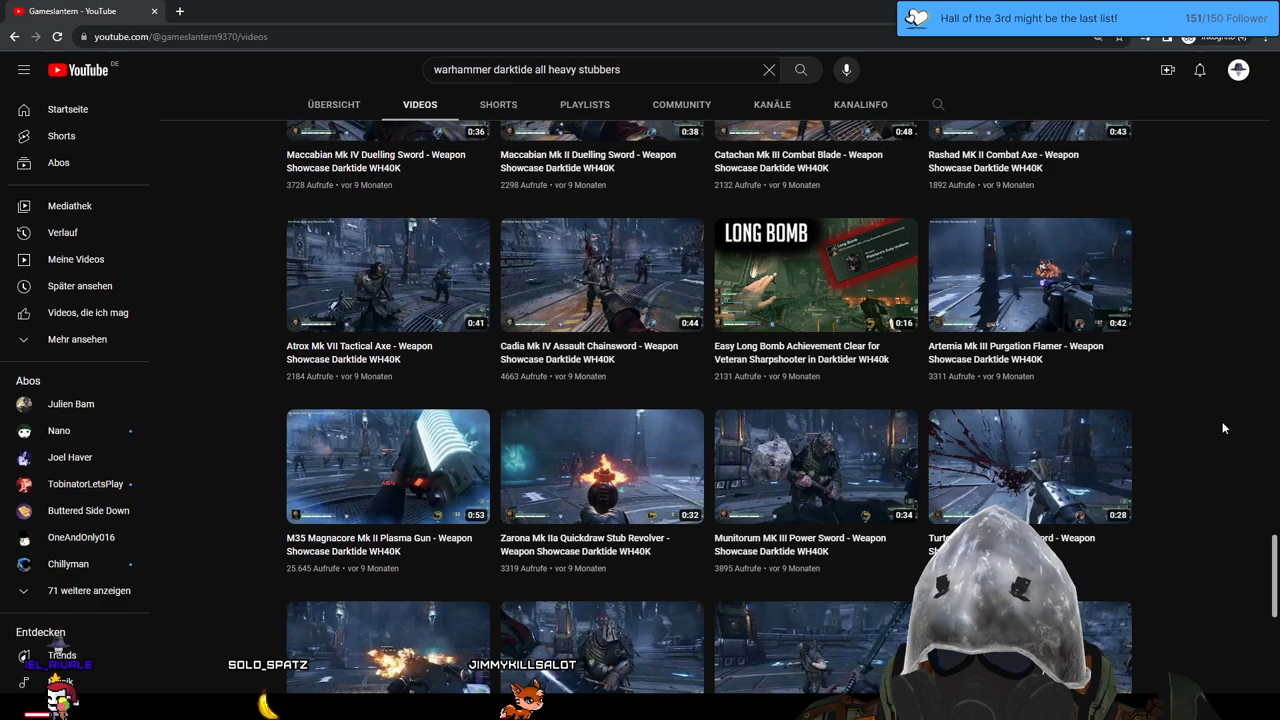 Gameslantern - YouTube
Hall of the 3rd might be the last list!
151/150 Follower
youtube.com/@gameslantern9370/videos
YouTube DE
warhammer darktide all heavy stubbers
ÜBERSICHT
VIDEOS
SHORTS
PLAYLISTS
COMMUNITY
KANÄLE
KANALINFO
Startseite
Shorts
Abos
Mediathek
Verlauf
Meine Videos
Später ansehen
Videos, die ich mag
Mehr ansehen
Abos
Julien Bam
Nano
Joel Haver
TobinatorLetsPlay
Buttered Side Down
OneAndOnly016
Chillyman
71 weitere anzeigen
Entdecken
Trends
0:36
Maccabian Mk IV Duelling Sword - Weapon
Showcase Darktide WH40K
3728 Aufrufe • vor 9 Monaten
0:38
Maccabian Mk II Duelling Sword - Weapon
Showcase Darktide WH40K
2298 Aufrufe • vor 9 Monaten
0:48
Catachan Mk III Combat Blade - Weapon
Showcase Darktide WH40K
2132 Aufrufe • vor 9 Monaten
0:43
Rashad MK II Combat Axe - Weapon
Showcase Darktide WH40K
1892 Aufrufe • vor 9 Monaten
0:41
Atrox Mk VII Tactical Axe - Weapon
Showcase Darktide WH40K
2184 Aufrufe • vor 9 Monaten
0:44
Cadia Mk IV Assault Chainsword - Weapon
Showcase Darktide WH40K
4663 Aufrufe • vor 9 Monaten
LONG BOMB
0:16
Easy Long Bomb Achievement Clear for
Veteran Sharpshooter in Darktider WH40k
2131 Aufrufe • vor 9 Monaten
0:42
Artemia Mk III Purgation Flamer - Weapon
Showcase Darktide WH40K
3311 Aufrufe • vor 9 Monaten
0:53
M35 Magnacore Mk II Plasma Gun - Weapon
Showcase Darktide WH40K
25.645 Aufrufe • vor 9 Monaten
0:32
Zarona Mk IIa Quickdraw Stub Revolver -
Weapon Showcase Darktide WH40K
3319 Aufrufe • vor 9 Monaten
0:34
Munitorum MK III Power Sword - Weapon
Showcase Darktide WH40K
3895 Aufrufe • vor 9 Monaten
0:28
- Weapon
IEL_RIVALE
SOLO_SPATZ
JIMMYKILLSALOT